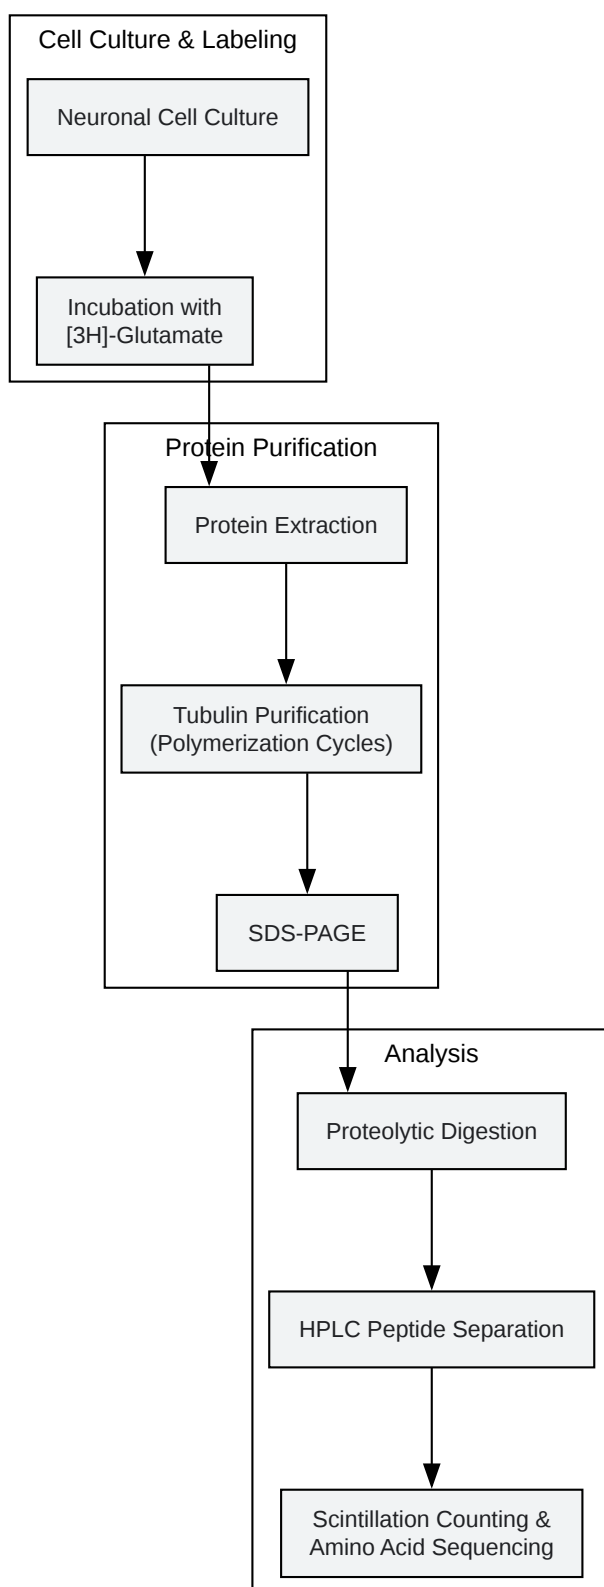 Cell Culture & Labeling
Neuronal Cell Culture
Incubation with
[3H]-Glutamate
Protein Purification
Protein Extraction
Tubulin Purification
(Polymerization Cycles)
SDS-PAGE
Analysis
Proteolytic Digestion
HPLC Peptide Separation
Scintillation Counting &
Amino Acid Sequencing